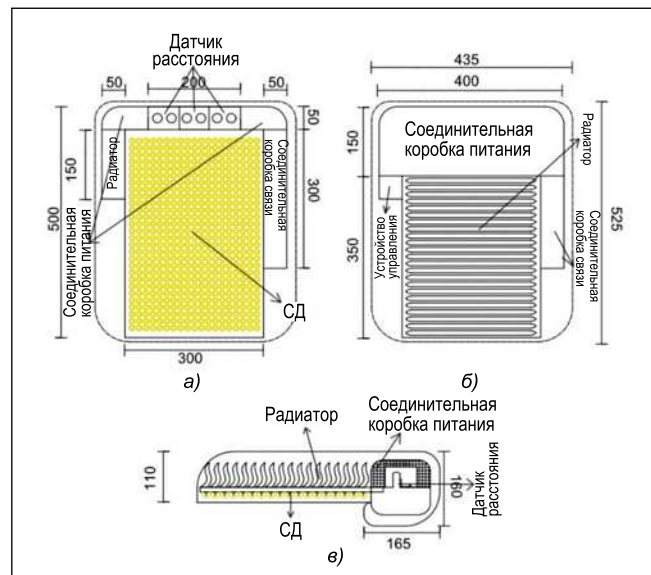 Датчик
расстояния
50
200
50
50
500
150
Радиатор
Соединительная
коробка связи
300
Соединительная
коробка питания
СД
300
а)
435
400
150
Соединительная
коробка питания
Радиатор
350
Устройство
управления
Соединительная
коробка связи
525
б)
Радиатор
Соединительная
коробка питания
110
160
Датчик
расстояния
СД
165
в)